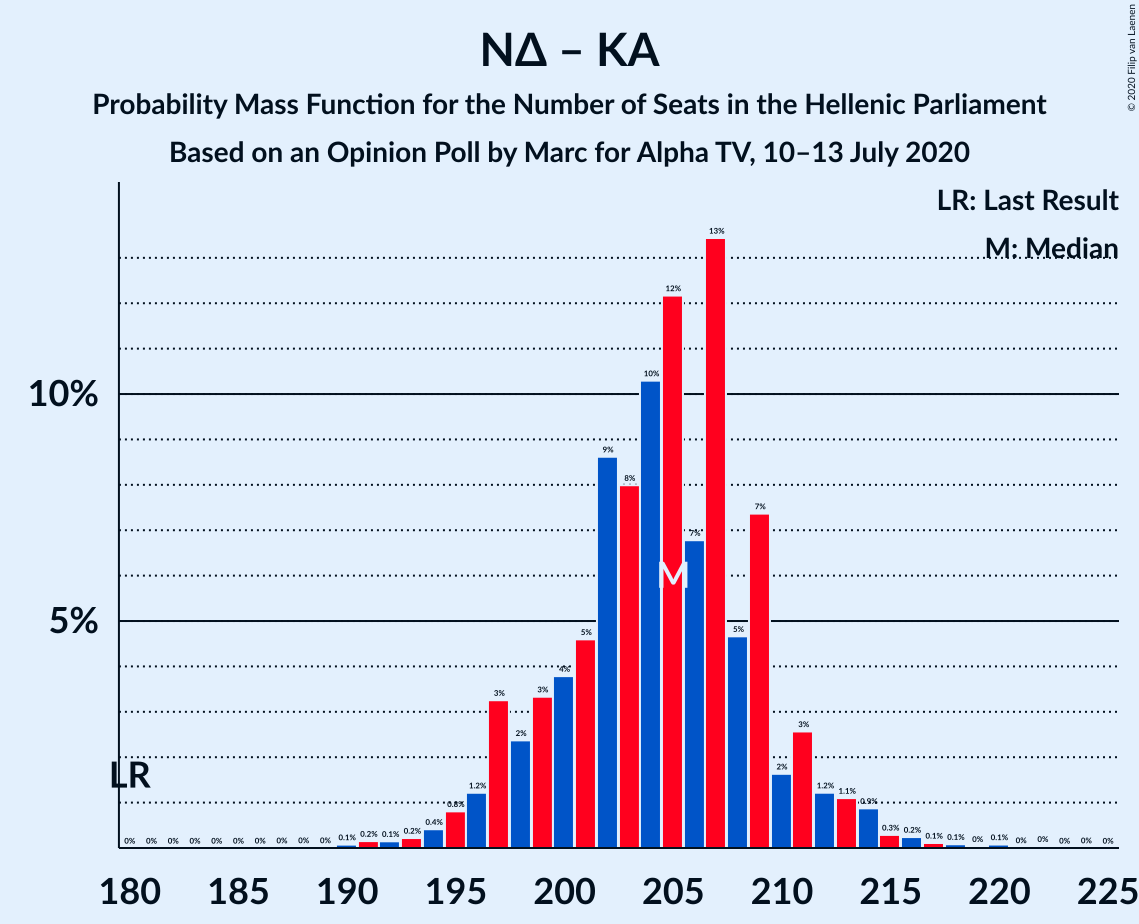 ΝΔ – ΚΑ
Probability Mass Function for the Number of Seats in the Hellenic Parliament
Based on an Opinion Poll by Marc for Alpha TV, 10–13 July 2020
© 2020 Filip van Laenen
LR: Last Result
M: Median
10%
5%
LR
M
0% 0% 0% 0% 0% 0% 0% 0% 0% 0% 0.1% 0.2% 0.1% 0.2% 0.4% 0.8% 1.2% 3% 2% 3% 4% 5% 9% 8% 10% 12% 7% 13% 5% 7% 2% 3% 1.2% 1.1% 0.9% 0.3% 0.2% 0.1% 0.1% 0% 0.1% 0% 0% 0% 0% 0%
180 185 190 195 200 205 210 215 220 225